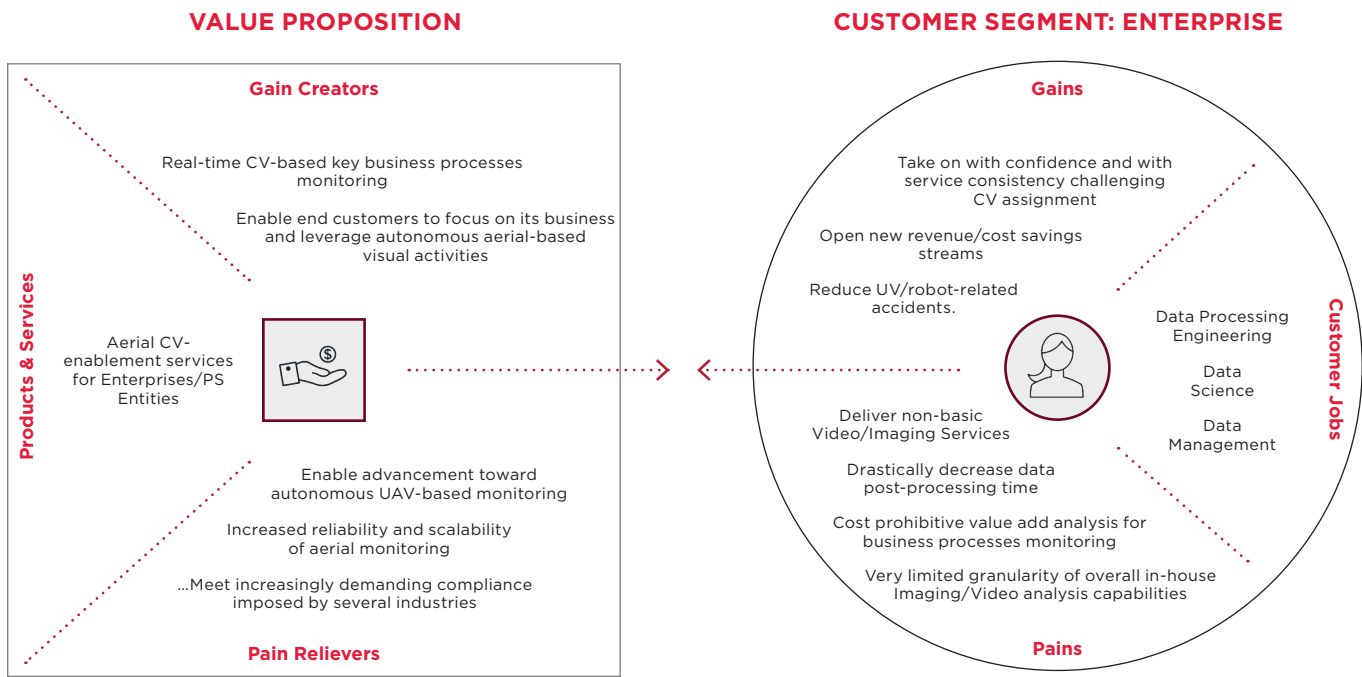 VALUE PROPOSITION
Gain Creators
Real-time CV-based key business processes
monitoring
Enable end customers to focus on its business
and leverage autonomous aerial-based
visual activities
Products & Services
Aerial CV-
enablement services
for Enterprises/PS
Entities
$
Enable advancement toward
autonomous UAV-based monitoring
Increased reliability and scalability
of aerial monitoring
...Meet increasingly demanding compliance
imposed by several industries
Pain Relievers
CUSTOMER SEGMENT: ENTERPRISE
Gains
Take on with confidence and with
service consistency challenging
CV assignment
Open new revenue/cost savings
streams
Reduce UV/robot-related
accidents.
Data Processing
Engineering
Data
Science
Data
Management
Customer Jobs
Deliver non-basic
Video/Imaging Services
Drastically decrease data
post-processing time
Cost prohibitive value add analysis for
business processes monitoring
Very limited granularity of overall in-house
Imaging/Video analysis capabilities
Pains